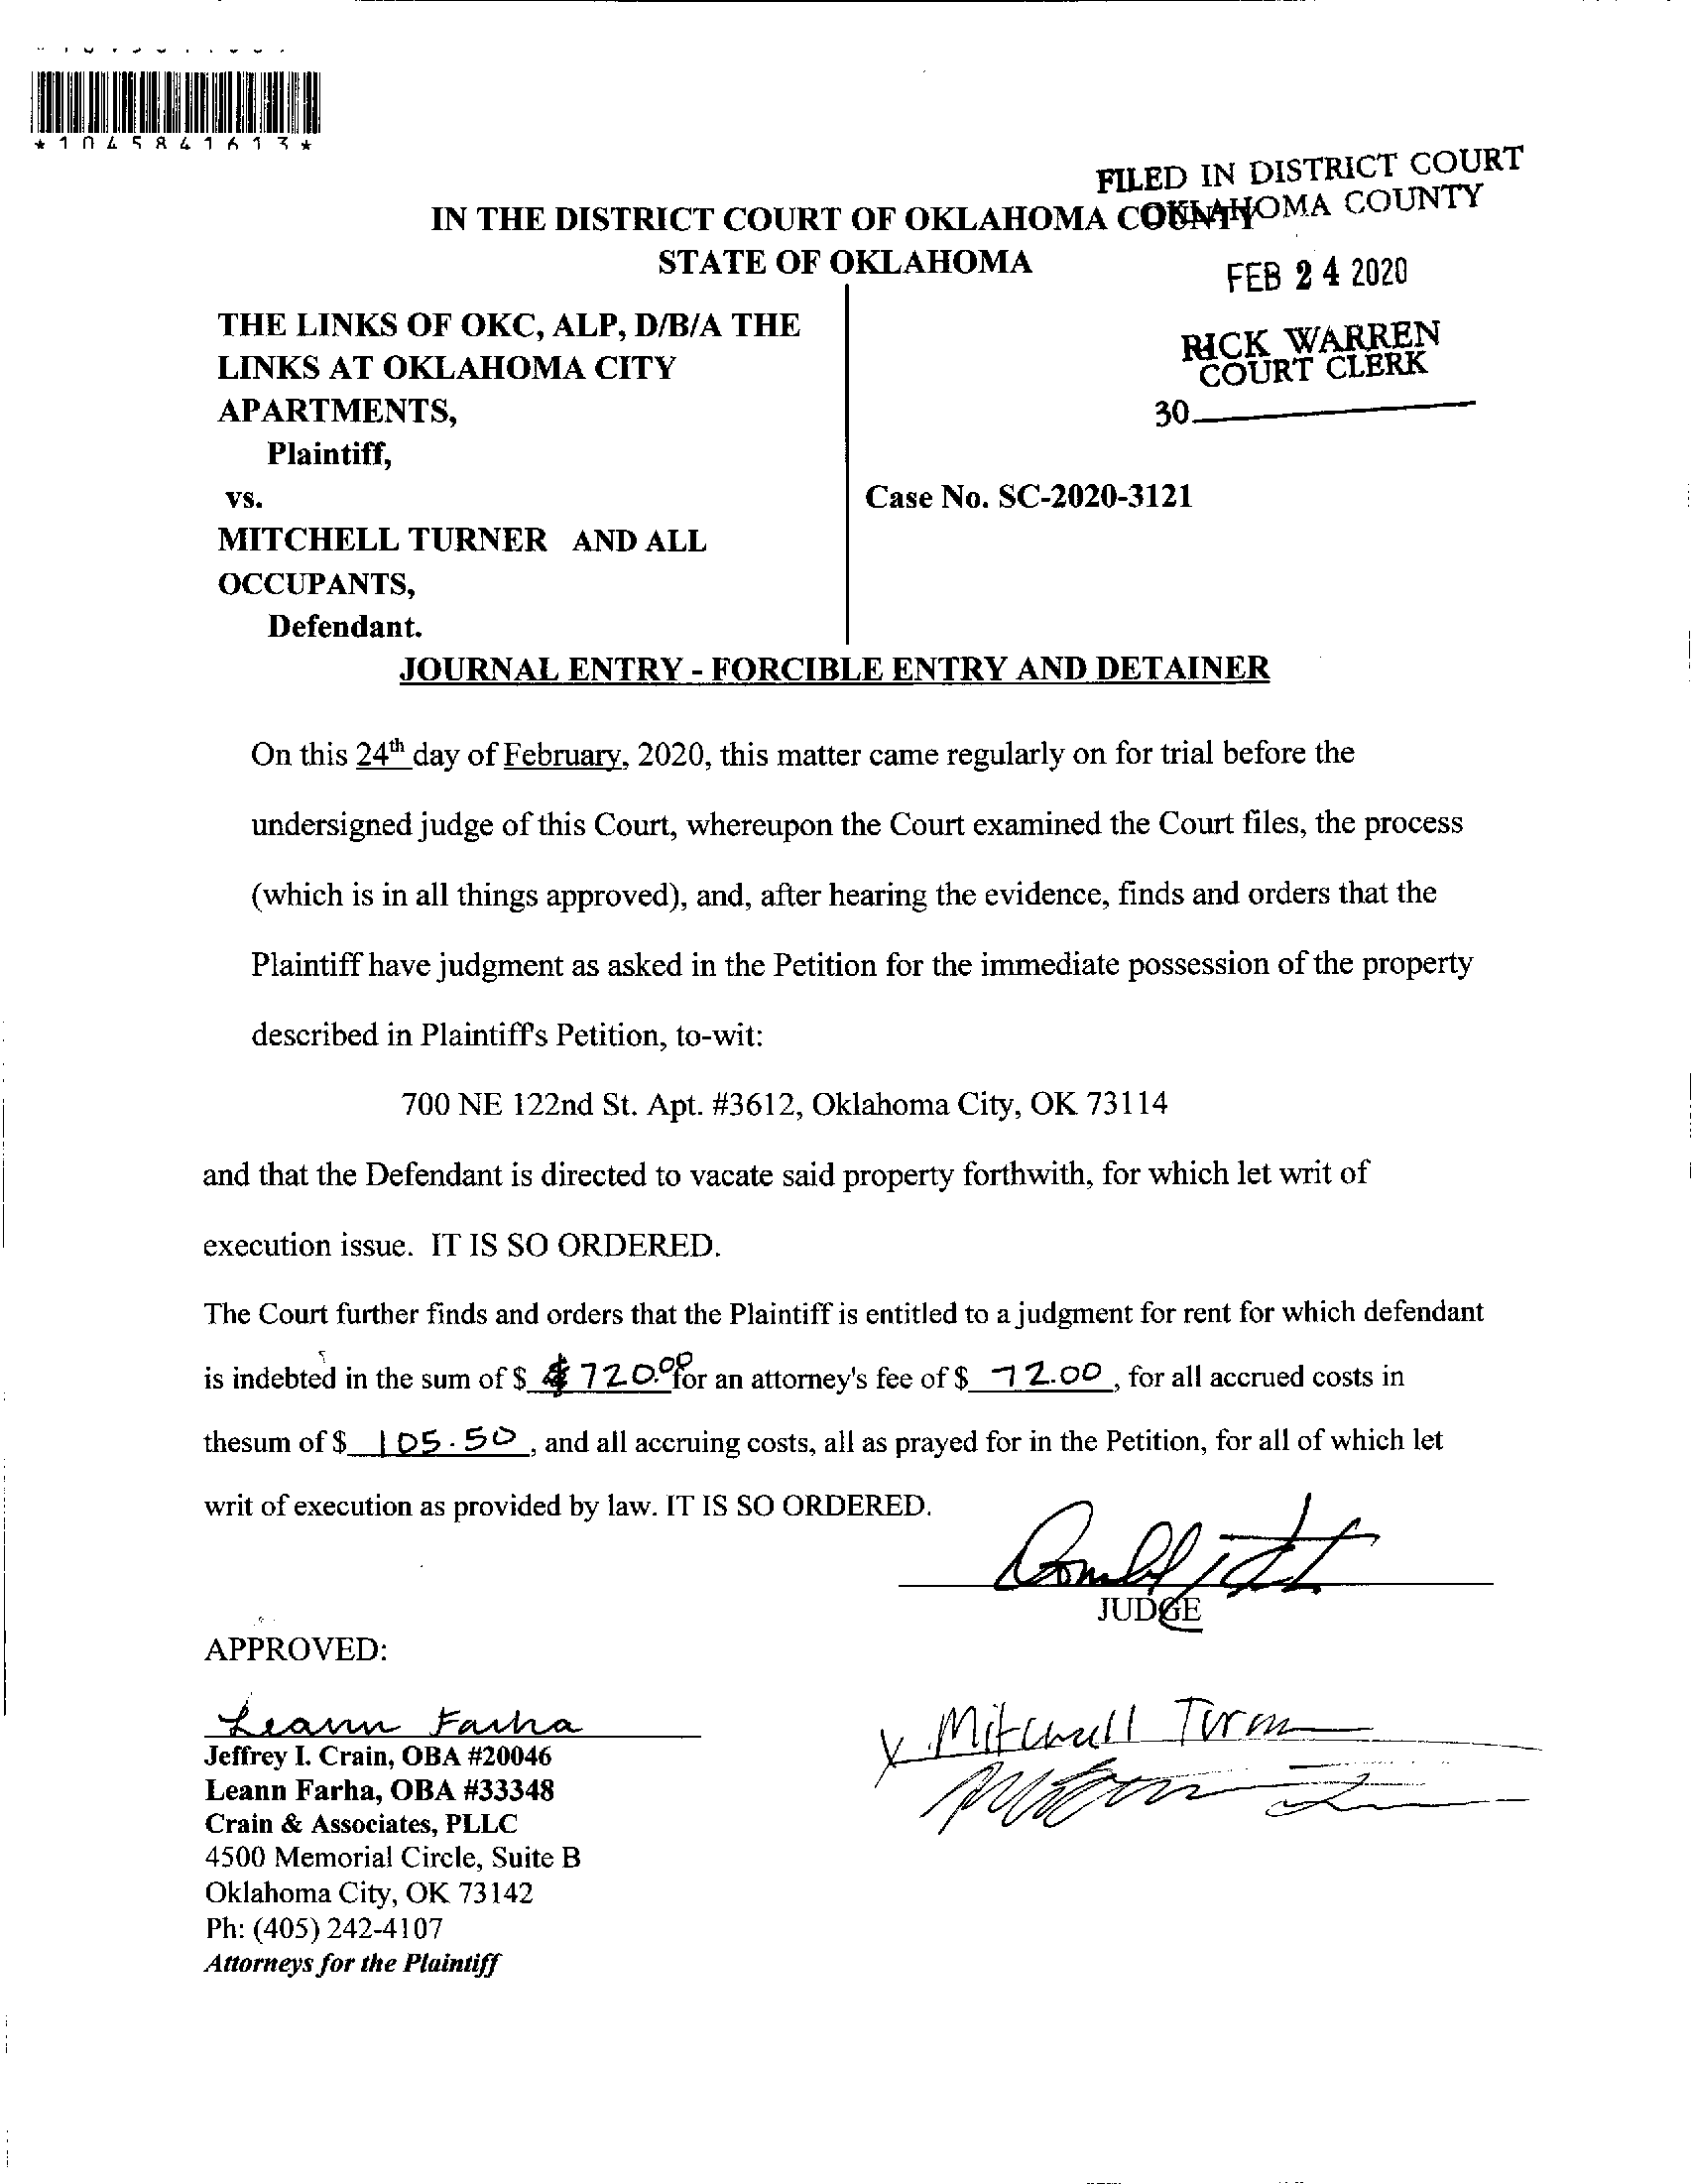 *1045841613*
FILED IN DISTRICT COURT
OKLAHOMA COUNTY
IN THE DISTRICT COURT OF OKLAHOMA COUNTY
STATE OF OKLAHOMA
FEB 24 2020
RICK WARREN
COURT CLERK
30
THE LINKS OF OKC, ALP, D/B/A THE
LINKS AT OKLAHOMA CITY
APARTMENTS,
Plaintiff,
vs.
Case No. SC-2020-3121
MITCHELL TURNER AND ALL
OCCUPANTS,
Defendant.
JOURNAL ENTRY - FORCIBLE ENTRY AND DETAINER
On this 24th day of February, 2020, this matter came regularly on for trial before the
undersigned judge of this Court, whereupon the Court examined the Court files, the process
(which is in all things approved), and, after hearing the evidence, finds and orders that the
Plaintiff have judgment as asked in the Petition for the immediate possession of the property
described in Plaintiff's Petition, to-wit:
700 NE 122nd St. Apt. #3612, Oklahoma City, OK 73114
and that the Defendant is directed to vacate said property forthwith, for which let writ of
execution issue. IT IS SO ORDERED.
The Court further finds and orders that the Plaintiff is entitled to a judgment for rent for which defendant
is indebted in the sum of $ $720.00 for an attorney's fee of $ 72.00, for all accrued costs in
thesum of $ 105.50, and all accruing costs, all as prayed for in the Petition, for all of which let
writ of execution as provided by law. IT IS SO ORDERED.
JUDGE
APPROVED:
Leann Farha
x Mitchell Turn
Jeffrey I. Crain, OBA #20046
Leann Farha, OBA #33348
Crain & Associates, PLLC
4500 Memorial Circle, Suite B
Oklahoma City, OK 73142
Ph: (405) 242-4107
Attorneys for the Plaintiff